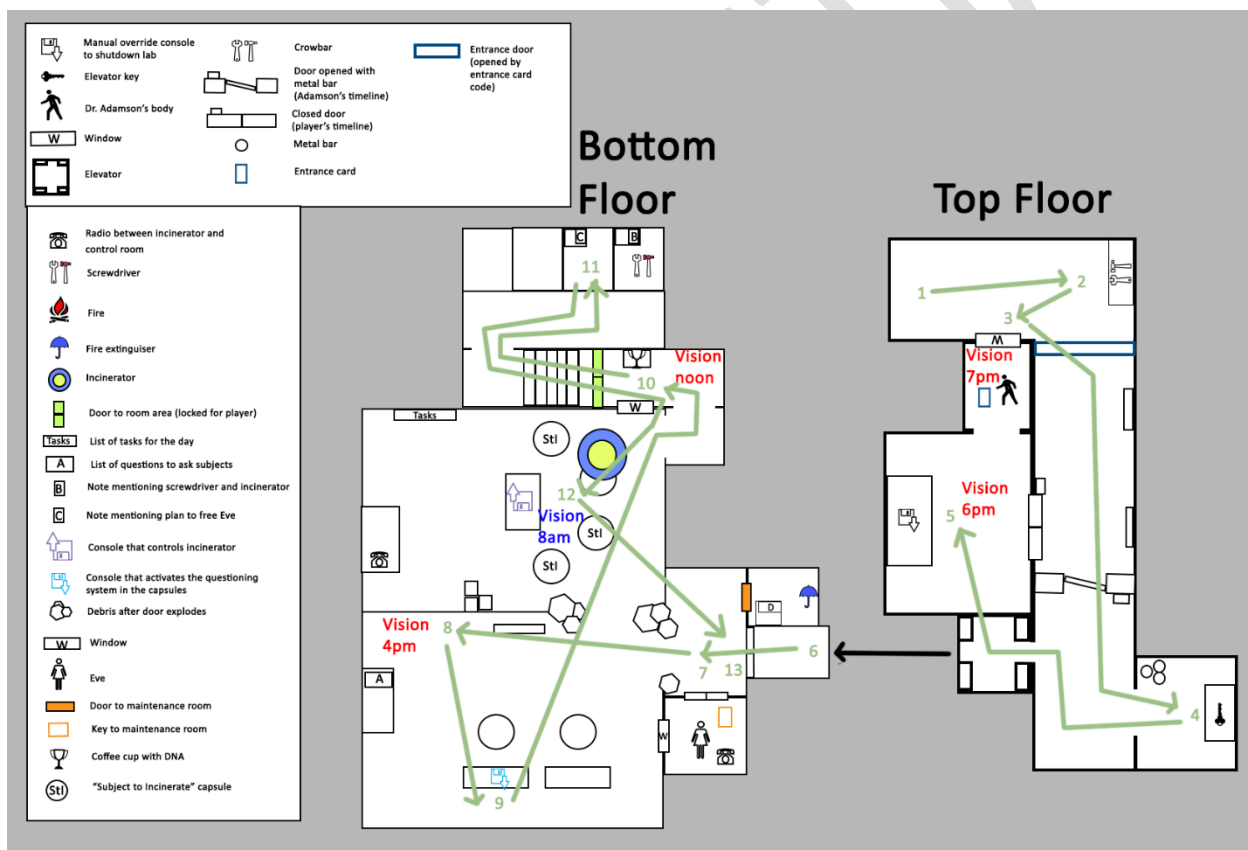 Manual override console
to shutdown lab
Elevator key
Dr. Adamson's body
W
Window
Elevator
Crowbar
Door opened with
metal bar
(Adamson's timeline)
Closed door
(player's timeline)
Metal bar
Entrance card
Entrance door
(opened by
entrance card
code)
Radio between incinerator and
control room
Screwdriver
Fire
Fire extinguiser
Incinerator
Door to room area (locked for player)
Tasks
List of tasks for the day
A
List of questions to ask subjects
B
Note mentioning screwdriver and incinerator
C
Note mentioning plan to free Eve
Console that controls incinerator
Console that activates the questioning
system in the capsules
Debris after door explodes
W
Window
Eve
Door to maintenance room
Key to maintenance room
Coffee cup with DNA
StI
"Subject to Incinerate" capsule
Bottom
Floor
C
B
11
Vision
noon
10
W
Tasks
StI
12
Vision
8am
StI
StI
Vision
4pm
8
A
9
D
6
7
13
W
Top Floor
1
2
3
W
Vision
7pm
Vision
6pm
5
4